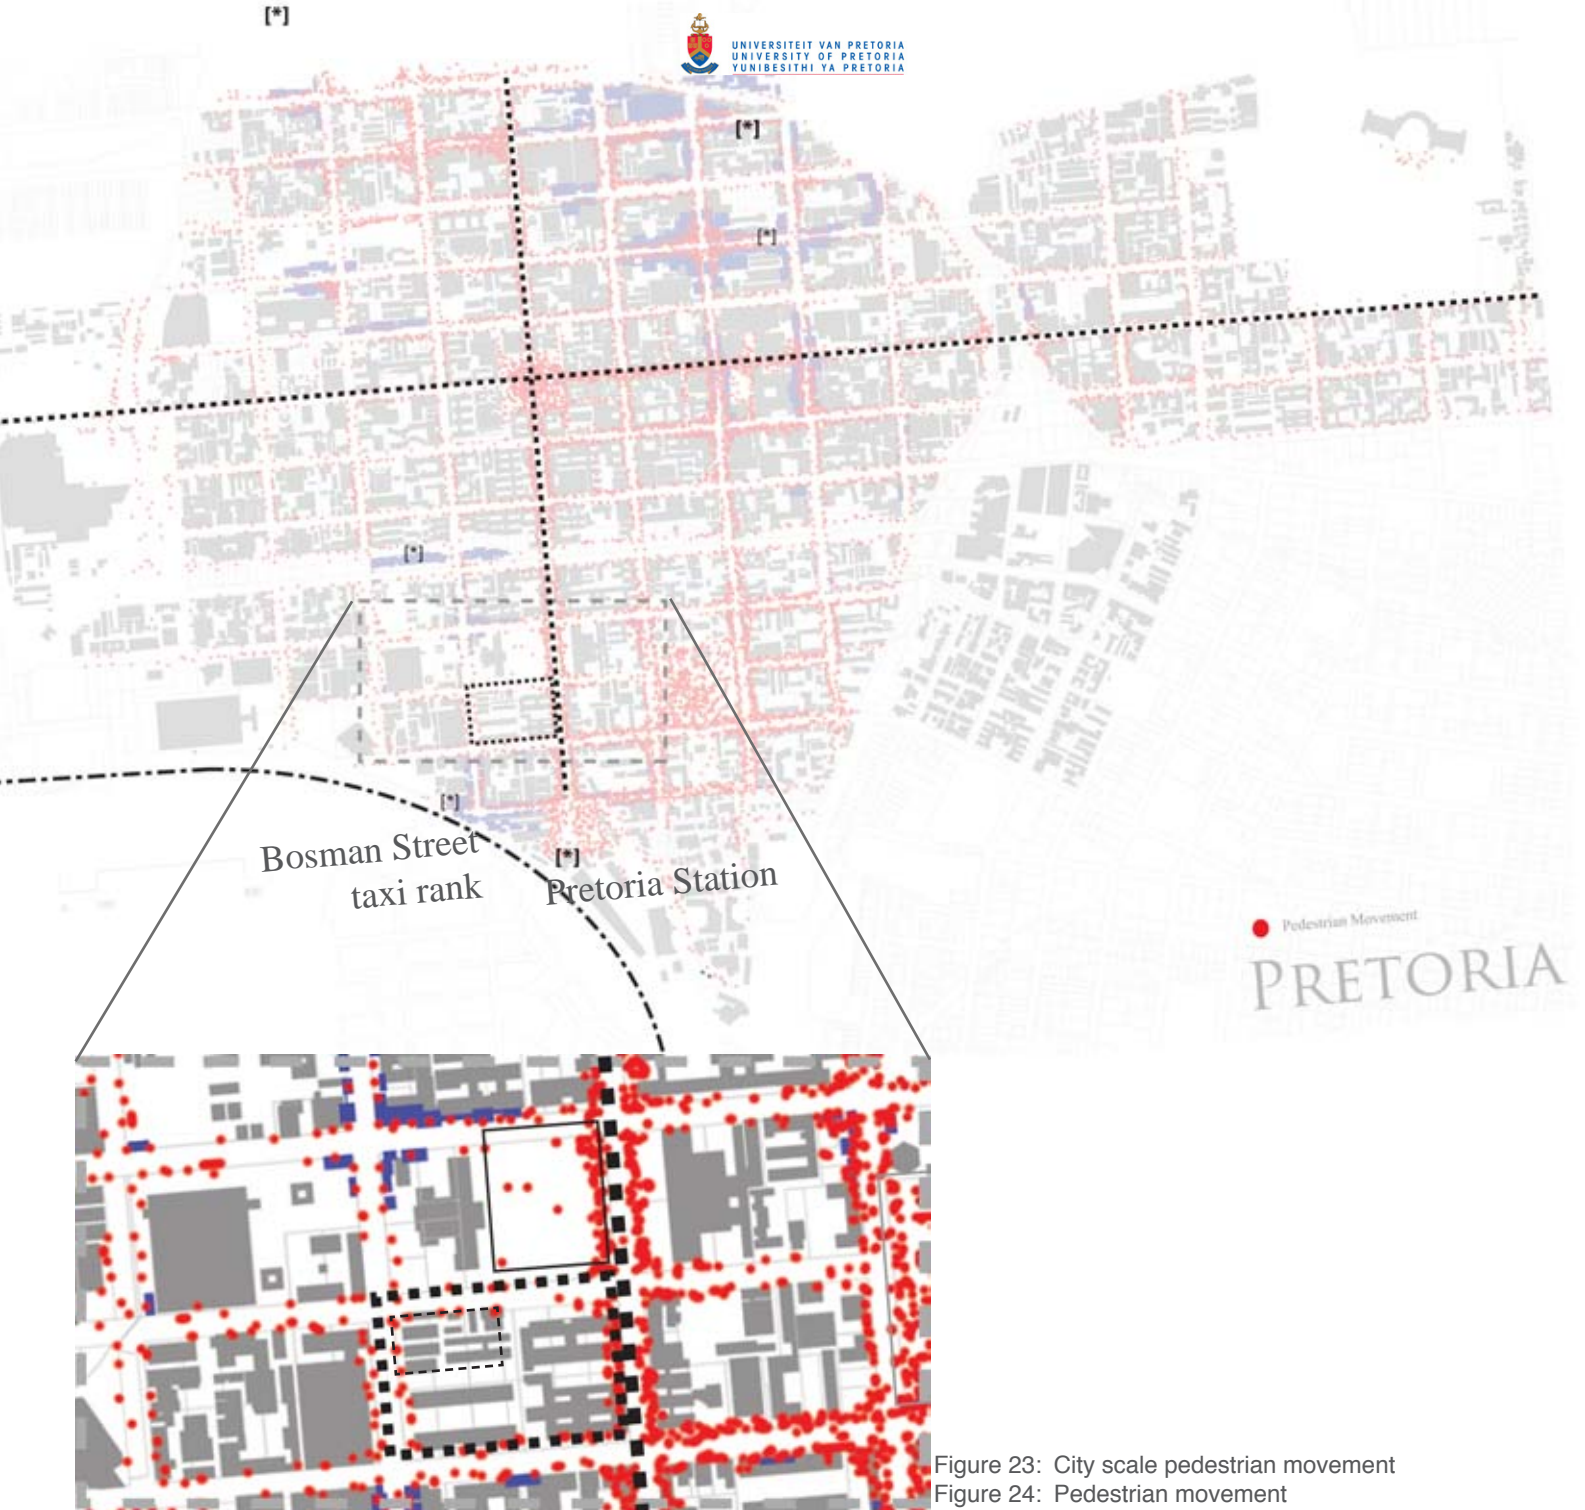 [*]
UNIVERSITEIT VAN PRETORIA
UNIVERSITY OF PRETORIA
YUNIBESITHI YA PRETORIA
[*]
[*]
[*]
[*]
Bosman Street
taxi rank
[*]
Pretoria Station
Pedestrian Movement
PRETORIA
Figure 23: City scale pedestrian movement
Figure 24: Pedestrian movement